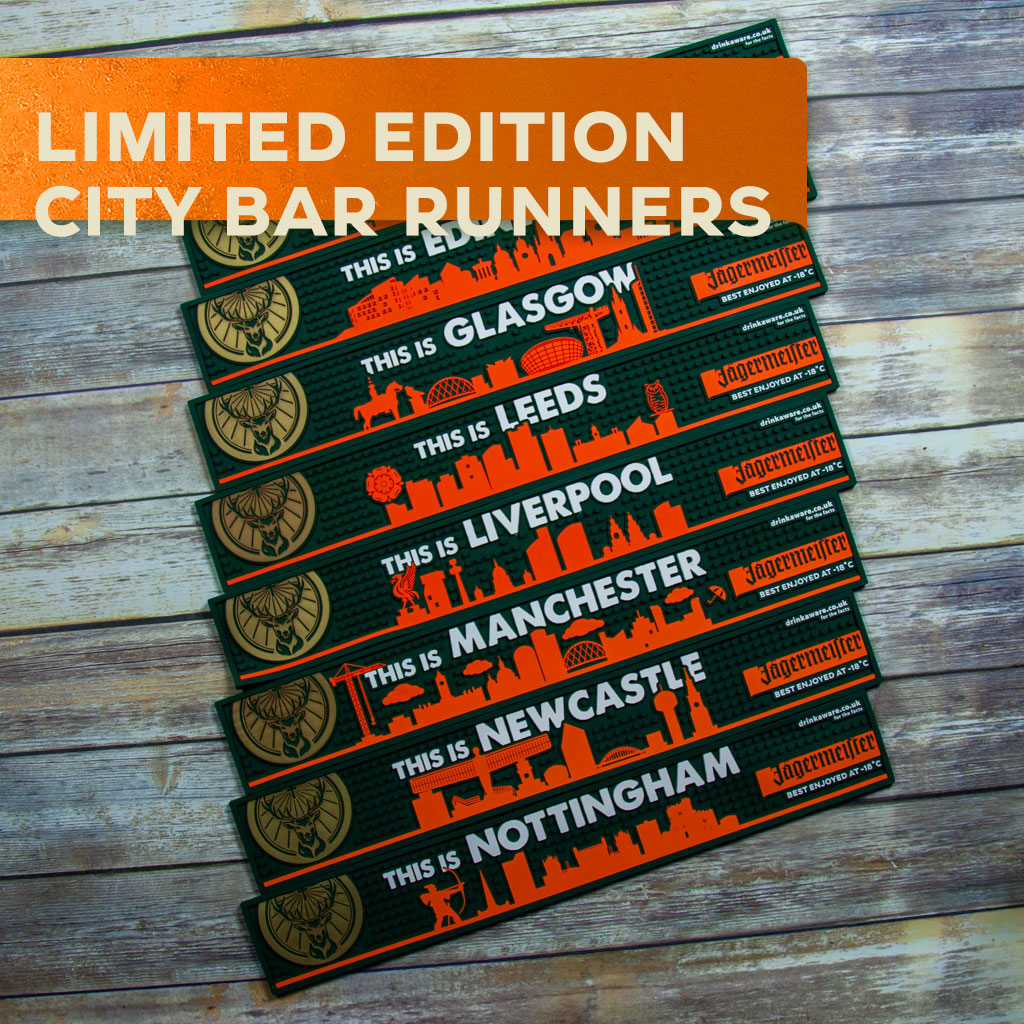 drinkaware.co.uk
for the facts
LIMITED EDITION
CITY BAR RUNNERS
THIS IS
THIS IS GLASGOW
Jägermeister
BEST ENJOYED AT -18°C
drinkaware.co.uk
for the facts
THIS IS LEEDS
Jägermeister
BEST ENJOYED AT -18°C
drinkaware.co.uk
for the facts
THIS IS LIVERPOOL
Jägermeister
BEST ENJOYED AT -18°C
drinkaware.co.uk
for the facts
THIS IS MANCHESTER
Jägermeister
BEST ENJOYED AT -18°C
drinkaware.co.uk
for the facts
THIS IS NEWCASTLE
Jägermeister
BEST ENJOYED AT -18°C
drinkaware.co.uk
for the facts
THIS IS NOTTINGHAM
Jägermeister
BEST ENJOYED AT -18°C